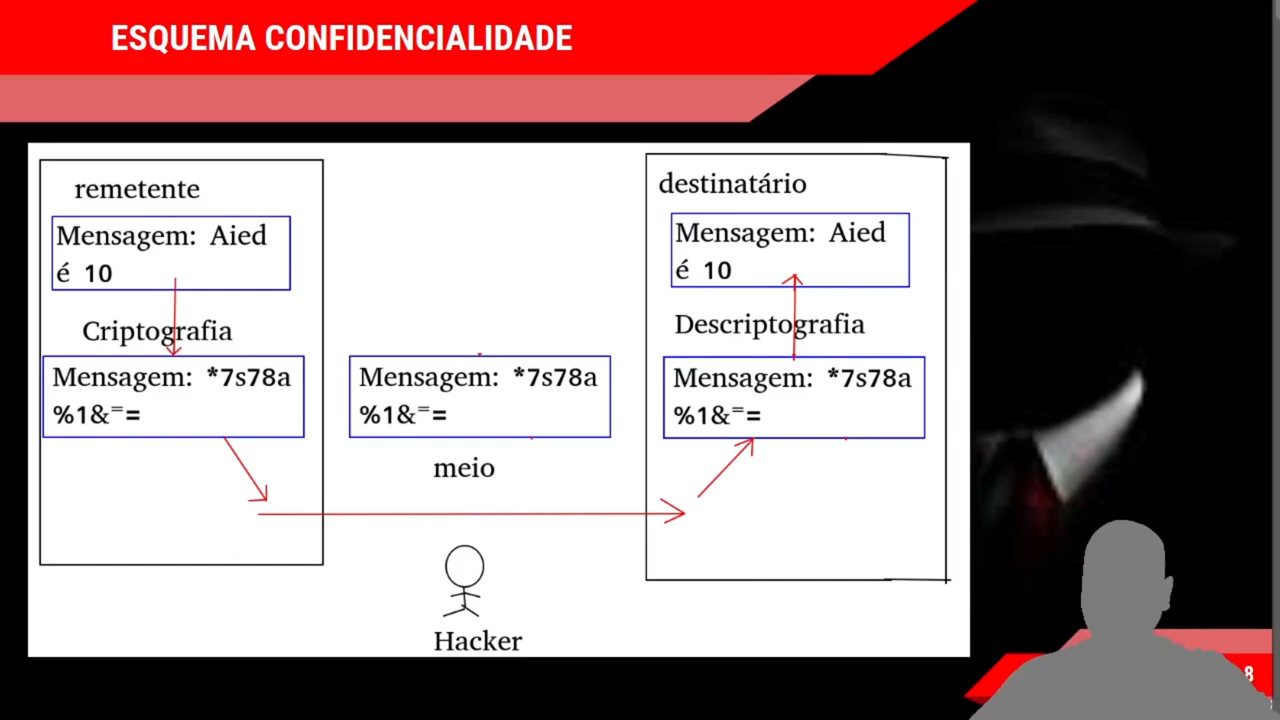 ESQUEMA CONFIDENCIALIDADE
remetente
Mensagem: Aied
é 10
Criptografia
Mensagem: *7s78a
%1&==
Mensagem: *7s78a
%1&==
meio
Hacker
destinatário
Mensagem: Aied
é 10
Descriptografia
Mensagem: *7s78a
%1&==
8